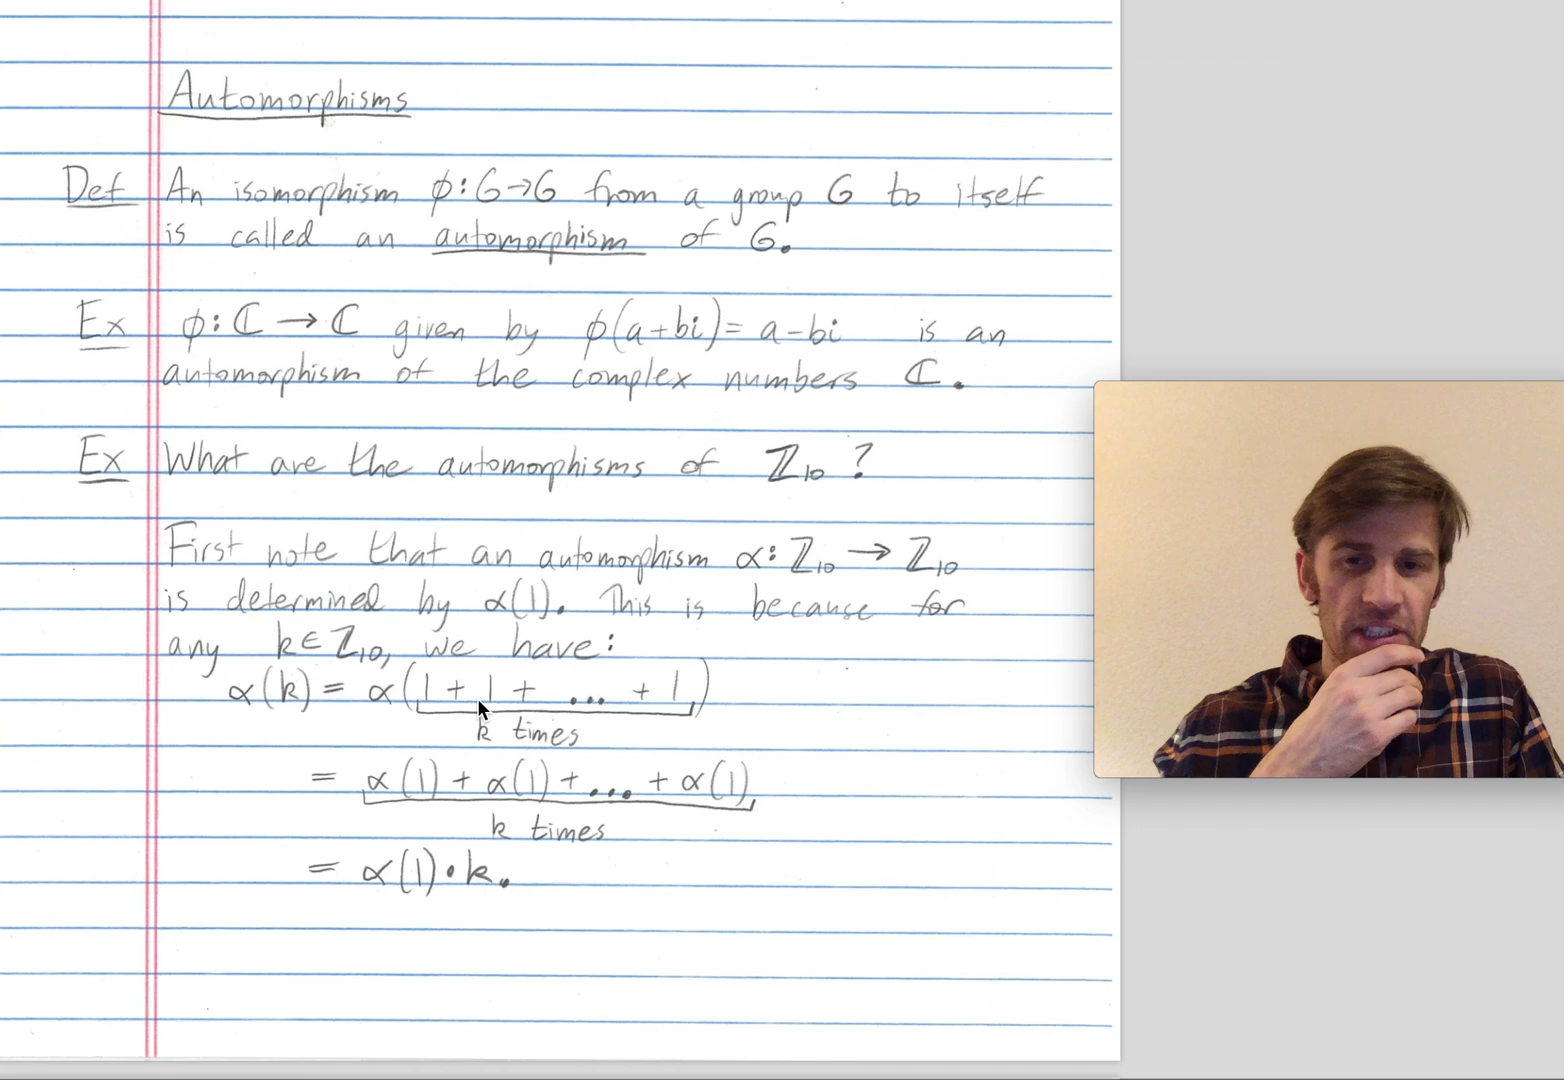 Automorphisms
Def An isomorphism φ: G→G from a group G to itself
is called an automorphism of G.
Ex φ: ℂ → ℂ given by φ(a+bi) = a-bi is an
automorphism of the complex numbers ℂ.
Ex What are the automorphisms of ℤ₁₀ ?
First note that an automorphism α: ℤ₁₀ → ℤ₁₀
is determined by α(1). This is because for
any k∈ℤ₁₀, we have:
α(k) = α(1 + 1 + ... + 1)
k times
= α(1) + α(1) + ... + α(1)
k times
= α(1)·k.